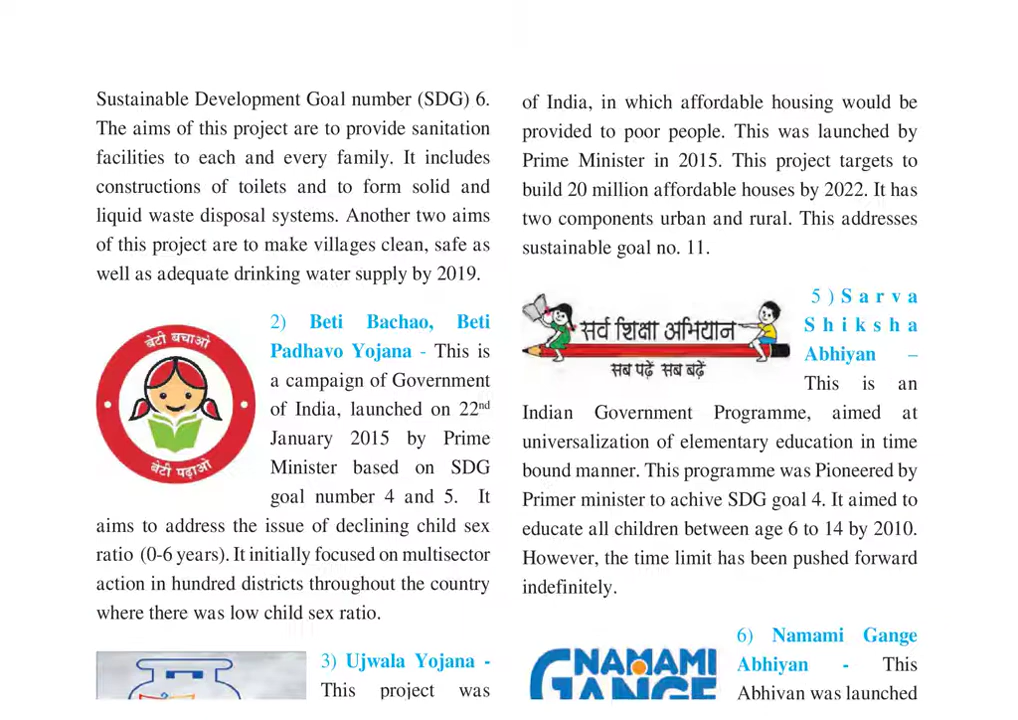 Sustainable Development Goal number (SDG) 6.
The aims of this project are to provide sanitation
facilities to each and every family. It includes
constructions of toilets and to form solid and
liquid waste disposal systems. Another two aims
of this project are to make villages clean, safe as
well as adequate drinking water supply by 2019.
बेटी बचाओ
बेटी पढ़ाओ
2) Beti Bachao, Beti
Padhavo Yojana - This is
a campaign of Government
of India, launched on 22nd
January 2015 by Prime
Minister based on SDG
goal number 4 and 5. It
aims to address the issue of declining child sex
ratio (0-6 years). It initially focused on multisector
action in hundred districts throughout the country
where there was low child sex ratio.
3) Ujwala Yojana -
This project was
of India, in which affordable housing would be
provided to poor people. This was launched by
Prime Minister in 2015. This project targets to
build 20 million affordable houses by 2022. It has
two components urban and rural. This addresses
sustainable goal no. 11.
सर्व शिक्षा अभियान
सब पढ़ें सब बढ़ें
5) Sarva
Shiksha
Abhiyan –
This is an
Indian Government Programme, aimed at
universalization of elementary education in time
bound manner. This programme was Pioneered by
Primer minister to achive SDG goal 4. It aimed to
educate all children between age 6 to 14 by 2010.
However, the time limit has been pushed forward
indefinitely.
NAMAMI
GANGE
6) Namami Gange
Abhiyan - This
Abhiyan was launched